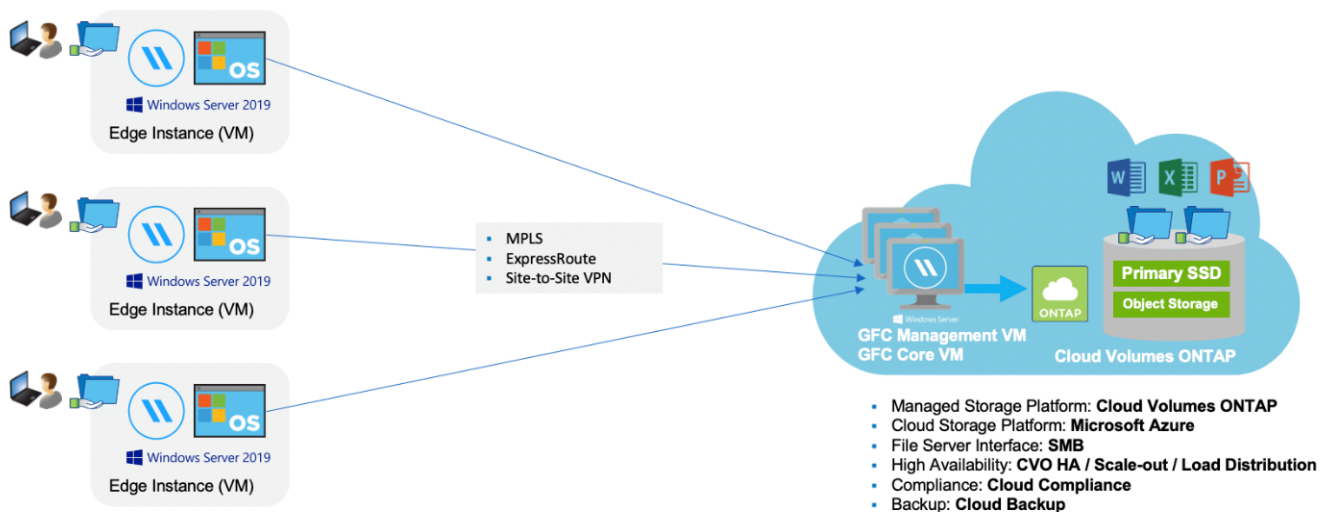 OS
Windows Server 2019
Edge Instance (VM)
OS
Windows Server 2019
Edge Instance (VM)
OS
Windows Server 2019
Edge Instance (VM)
▪ MPLS
▪ ExpressRoute
▪ Site-to-Site VPN
Windows Server
GFC Management VM
GFC Core VM
ONTAP
W
X
P
Primary SSD
Object Storage
Cloud Volumes ONTAP
▪ Managed Storage Platform: Cloud Volumes ONTAP
▪ Cloud Storage Platform: Microsoft Azure
▪ File Server Interface: SMB
▪ High Availability: CVO HA / Scale-out / Load Distribution
▪ Compliance: Cloud Compliance
▪ Backup: Cloud Backup